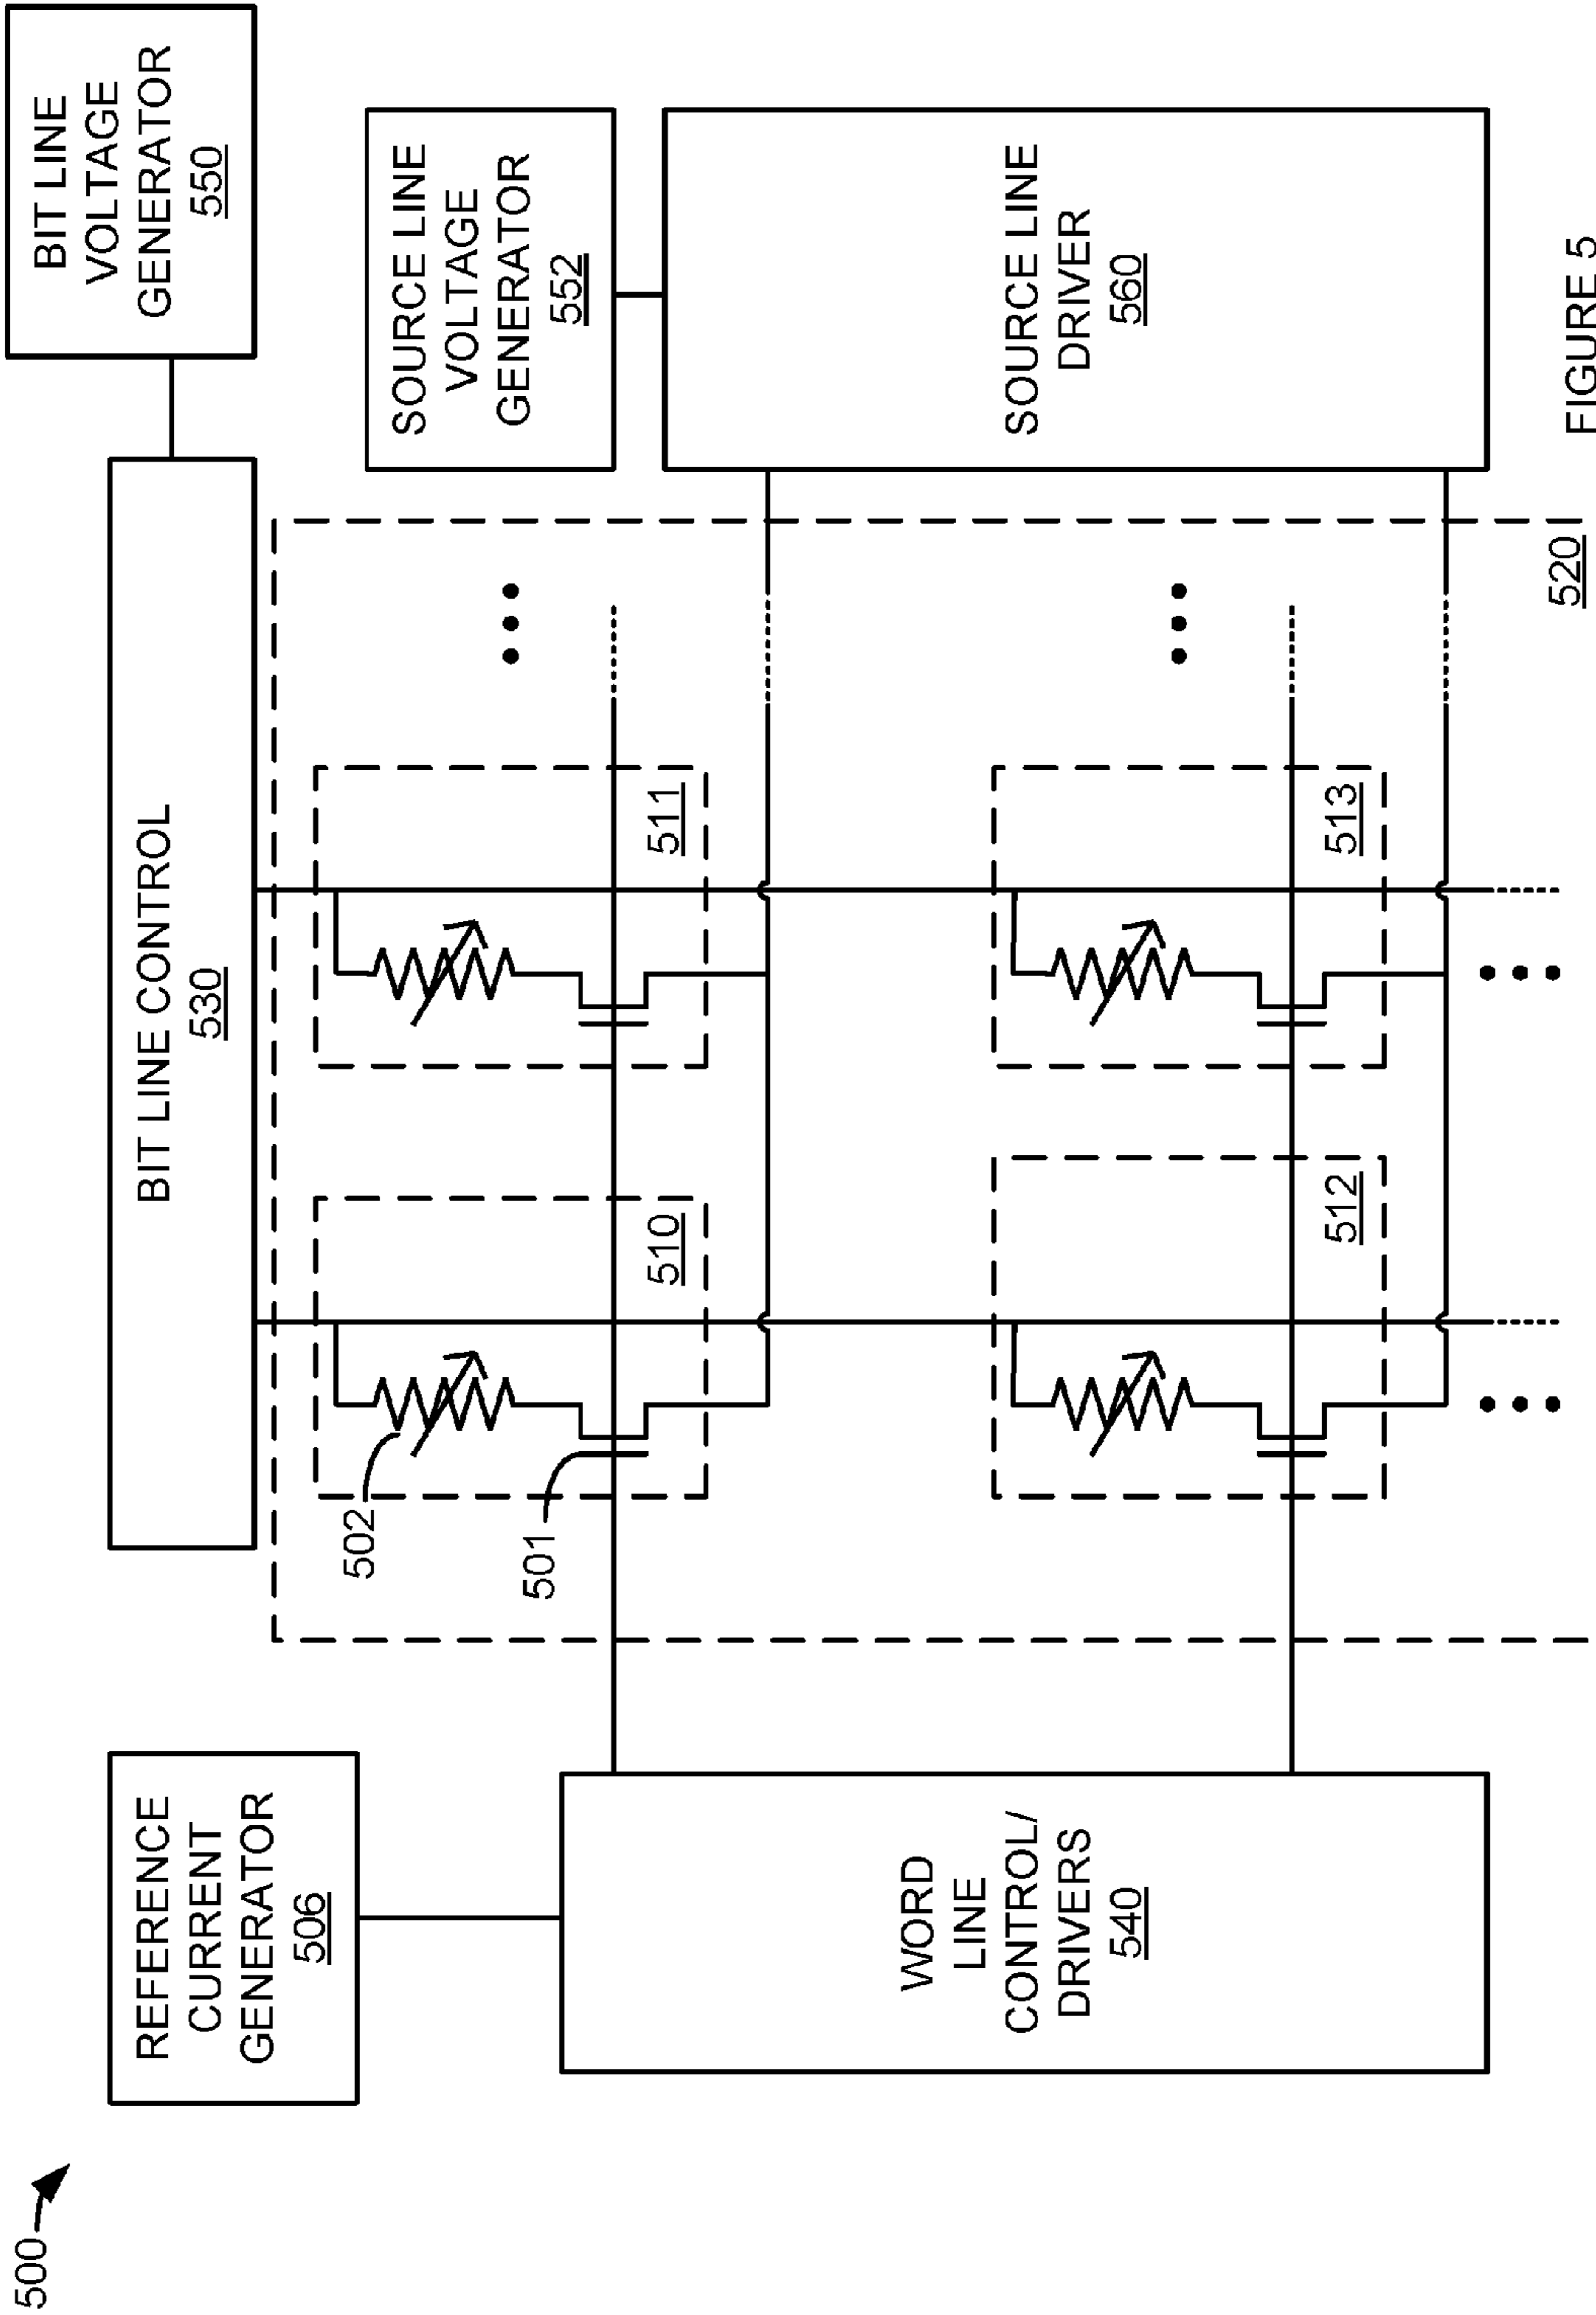 500
BIT LINE
VOLTAGE
GENERATOR
550
REFERENCE
CURRENT
GENERATOR
506
BIT LINE CONTROL
530
SOURCE LINE
VOLTAGE
GENERATOR
552
502
501
510
511
WORD
LINE
CONTROL/
DRIVERS
540
SOURCE LINE
DRIVER
560
512
513
520
FIGURE 5